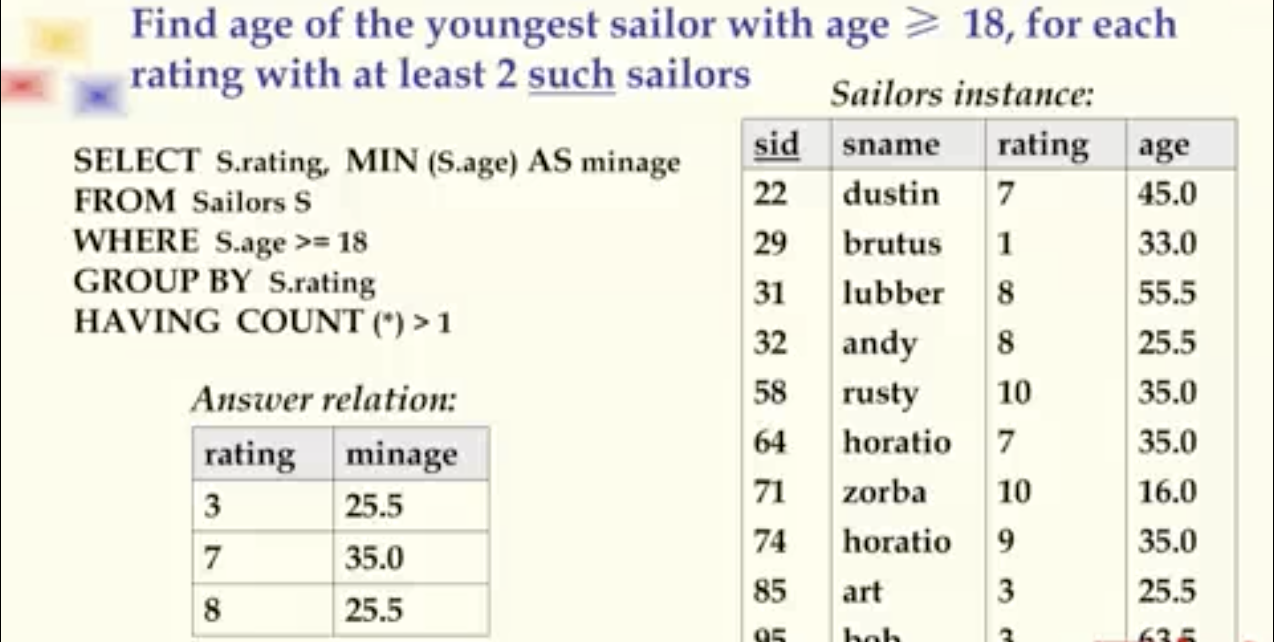 Find age of the youngest sailor with age ⩾ 18, for each
rating with at least 2 such sailors
SELECT S.rating, MIN (S.age) AS minage
FROM Sailors S
WHERE S.age >= 18
GROUP BY S.rating
HAVING COUNT (*) > 1
Answer relation:
rating minage
3 25.5
7 35.0
8 25.5
Sailors instance:
sid sname rating age
22 dustin 7 45.0
29 brutus 1 33.0
31 lubber 8 55.5
32 andy 8 25.5
58 rusty 10 35.0
64 horatio 7 35.0
71 zorba 10 16.0
74 horatio 9 35.0
85 art 3 25.5
95 bob 3 63.5